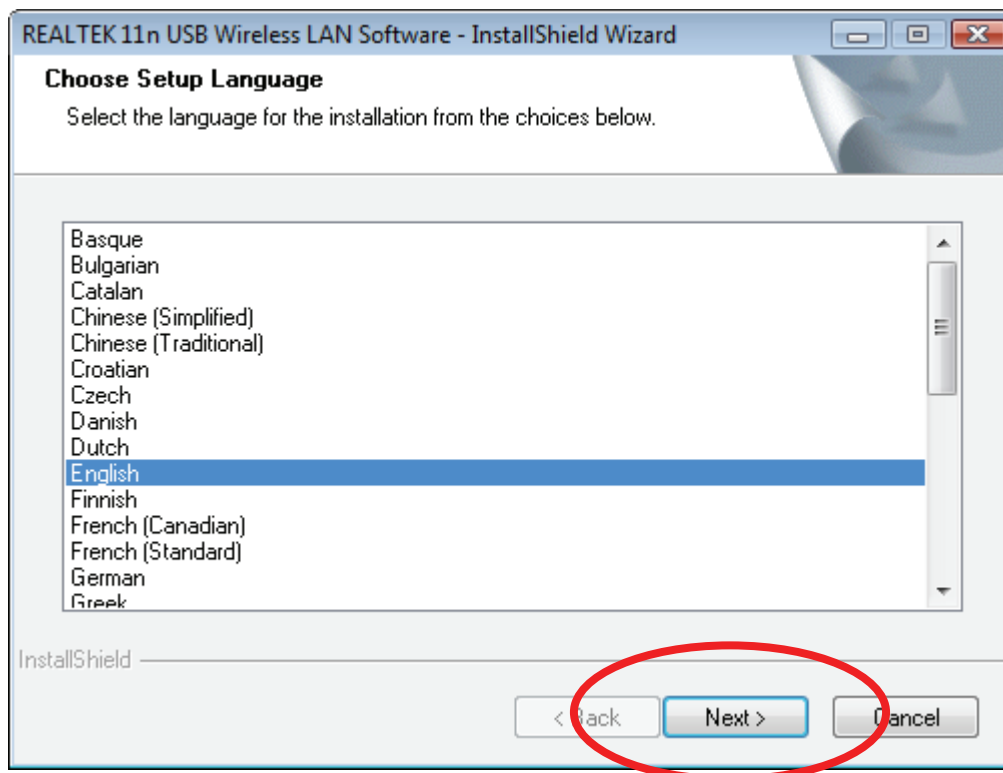 REALTEK 11n USB Wireless LAN Software - InstallShield Wizard
Choose Setup Language
Select the language for the installation from the choices below.
Basque
Bulgarian
Catalan
Chinese (Simplified)
Chinese (Traditional)
Croatian
Czech
Danish
Dutch
English
Finnish
French (Canadian)
French (Standard)
German
Greek
InstallShield
< Back Next > Cancel